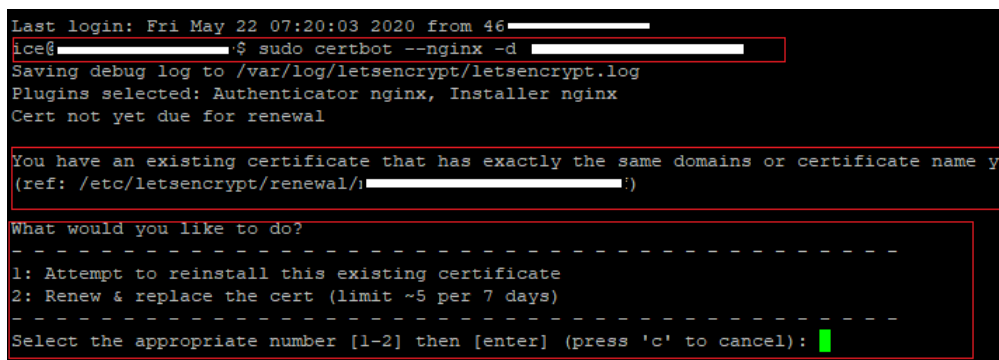 Last login: Fri May 22 07:20:03 2020 from 46
ice@ $ sudo certbot --nginx -d
Saving debug log to /var/log/letsencrypt/letsencrypt.log
Plugins selected: Authenticator nginx, Installer nginx
Cert not yet due for renewal
You have an existing certificate that has exactly the same domains or certificate name y
(ref: /etc/letsencrypt/renewal/ )
What would you like to do?
- - - - - - - - - - - - - - - - - - - - - - - - - - - - - - - - - - - - - - - -
1: Attempt to reinstall this existing certificate
2: Renew & replace the cert (limit ~5 per 7 days)
- - - - - - - - - - - - - - - - - - - - - - - - - - - - - - - - - - - - - - - -
Select the appropriate number [1-2] then [enter] (press 'c' to cancel):